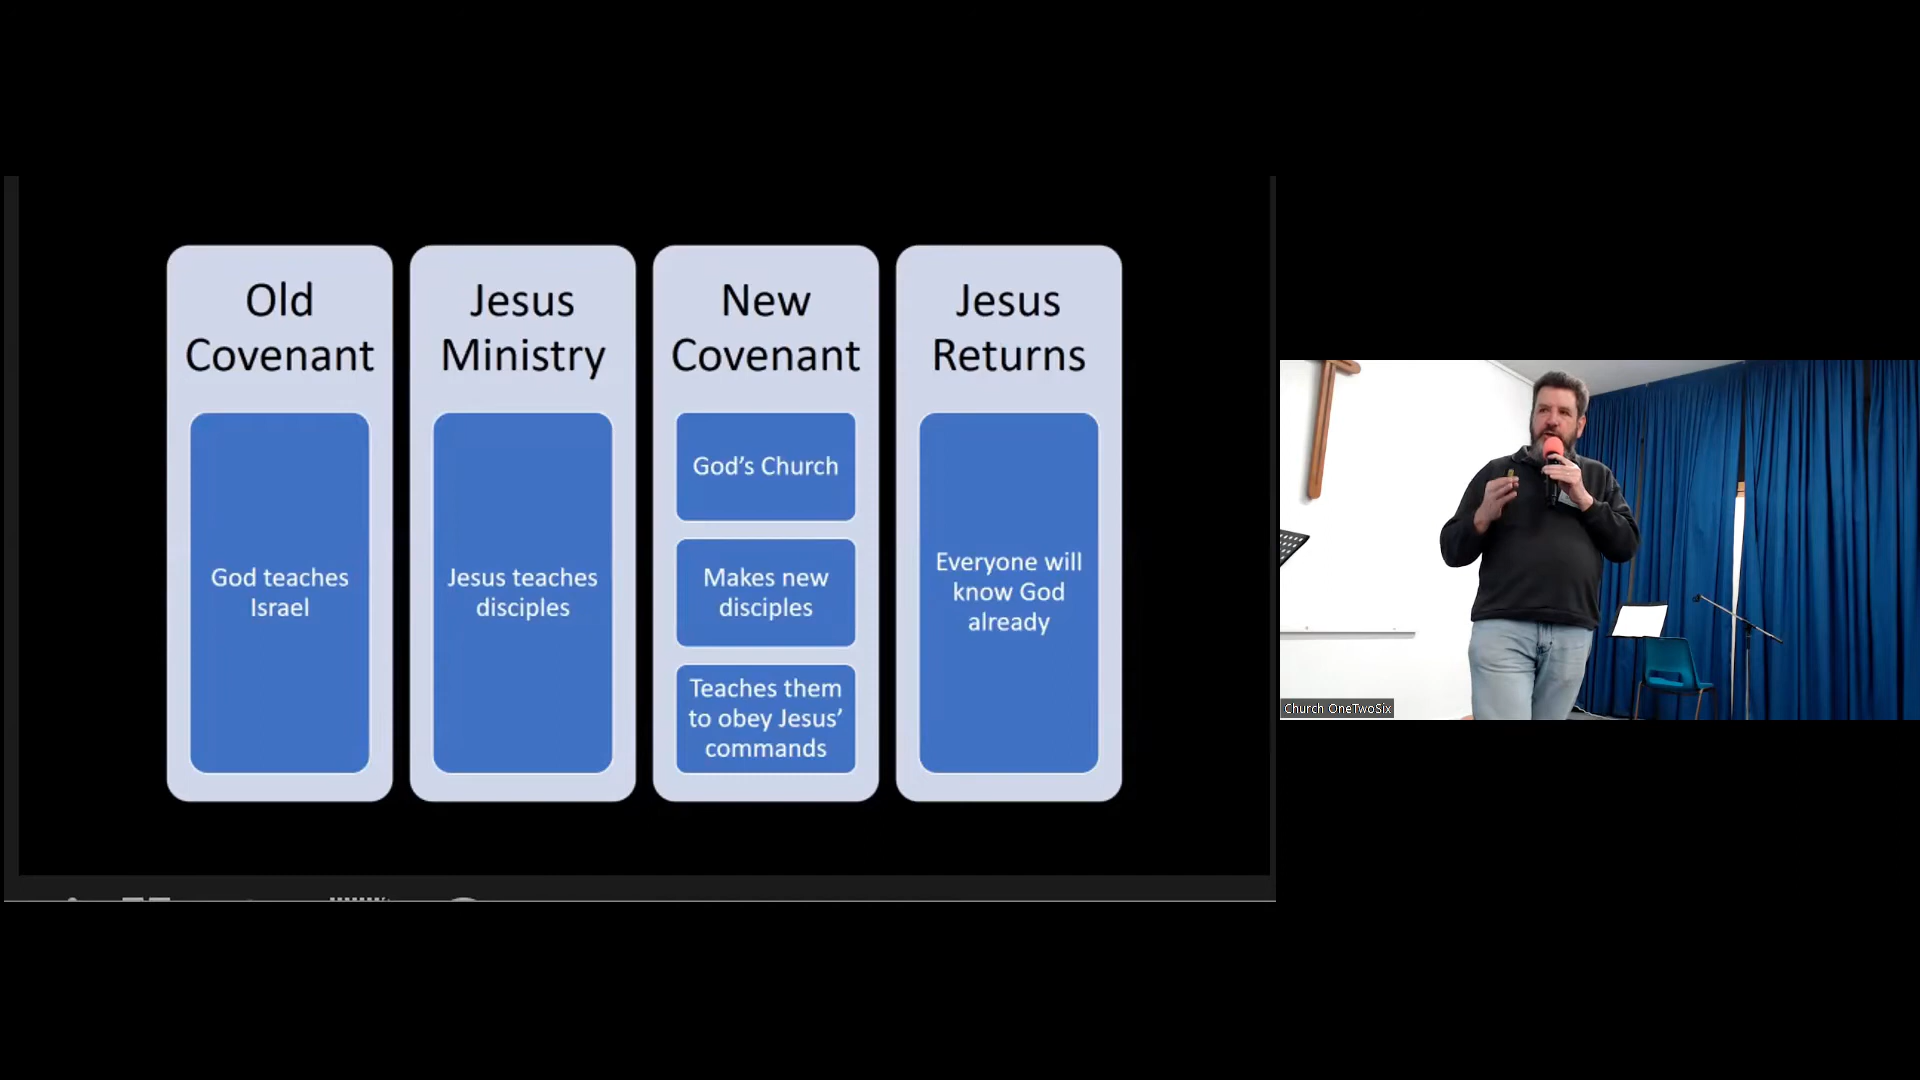 Old
Covenant
God teaches
Israel
Jesus
Ministry
Jesus teaches
disciples
New
Covenant
God’s Church
Makes new
disciples
Teaches them
to obey Jesus’
commands
Jesus
Returns
Everyone will
know God
already
Church OneTwoSix